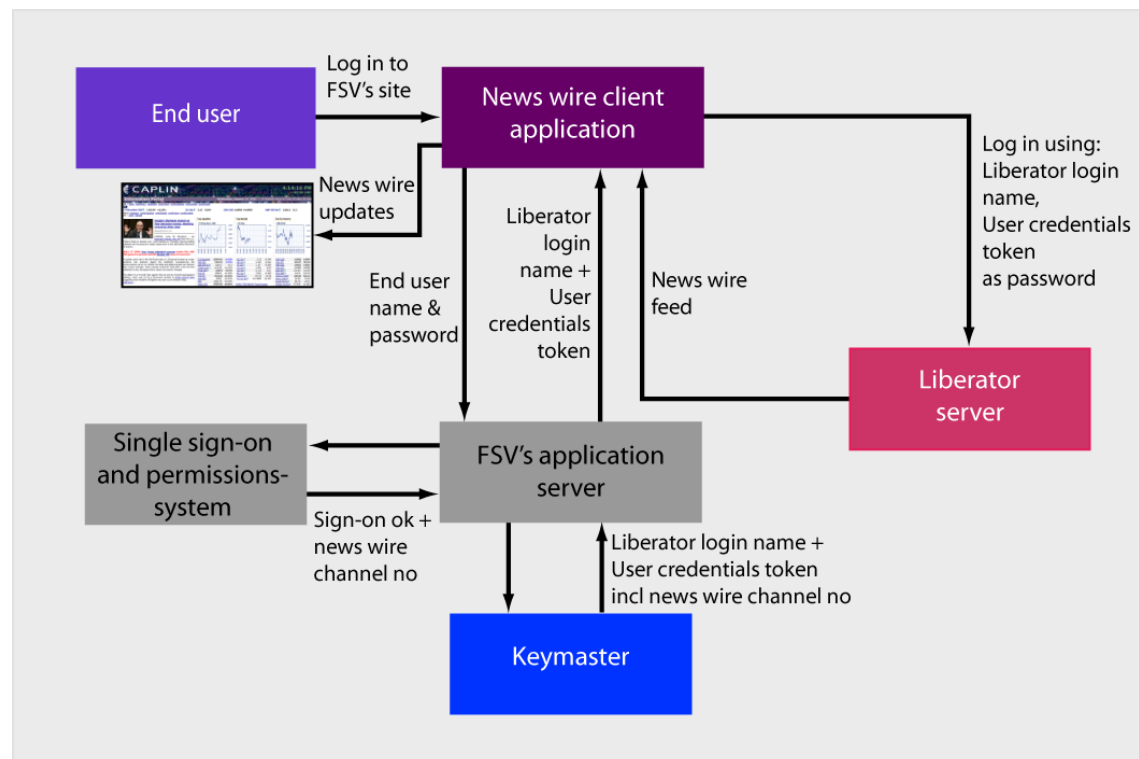 End user
Log in to
FSV's site
News wire client
application
CAPLIN
News wire
updates
Log in using:
Liberator login
name,
User credentials
token
as password
End user
name &
password
Liberator
login
name +
User
credentials
token
News wire
feed
Liberator
server
Single sign-on
and permissions-
system
FSV's application
server
Sign-on ok +
news wire
channel no
Liberator login name +
User credentials token
incl news wire channel no
Keymaster